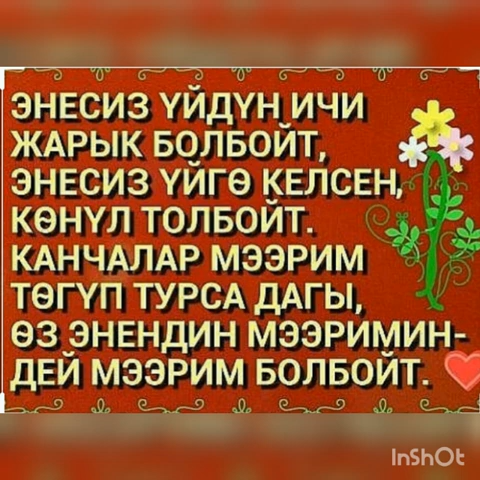 ЭНЕСИЗ ҮЙДҮН ИЧИ
ЖАРЫК БОЛБОЙТ,
ЭНЕСИЗ ҮЙГӨ КЕЛСЕН,
КӨНҮЛ ТОЛБОЙТ.
КАНЧАЛАР МЭЭРИМ
ТӨГҮП ТУРСА ДАГЫ,
ӨЗ ЭНЕНДИН МЭЭРИМИН-
ДЕЙ МЭЭРИМ БОЛБОЙТ.
InShOt